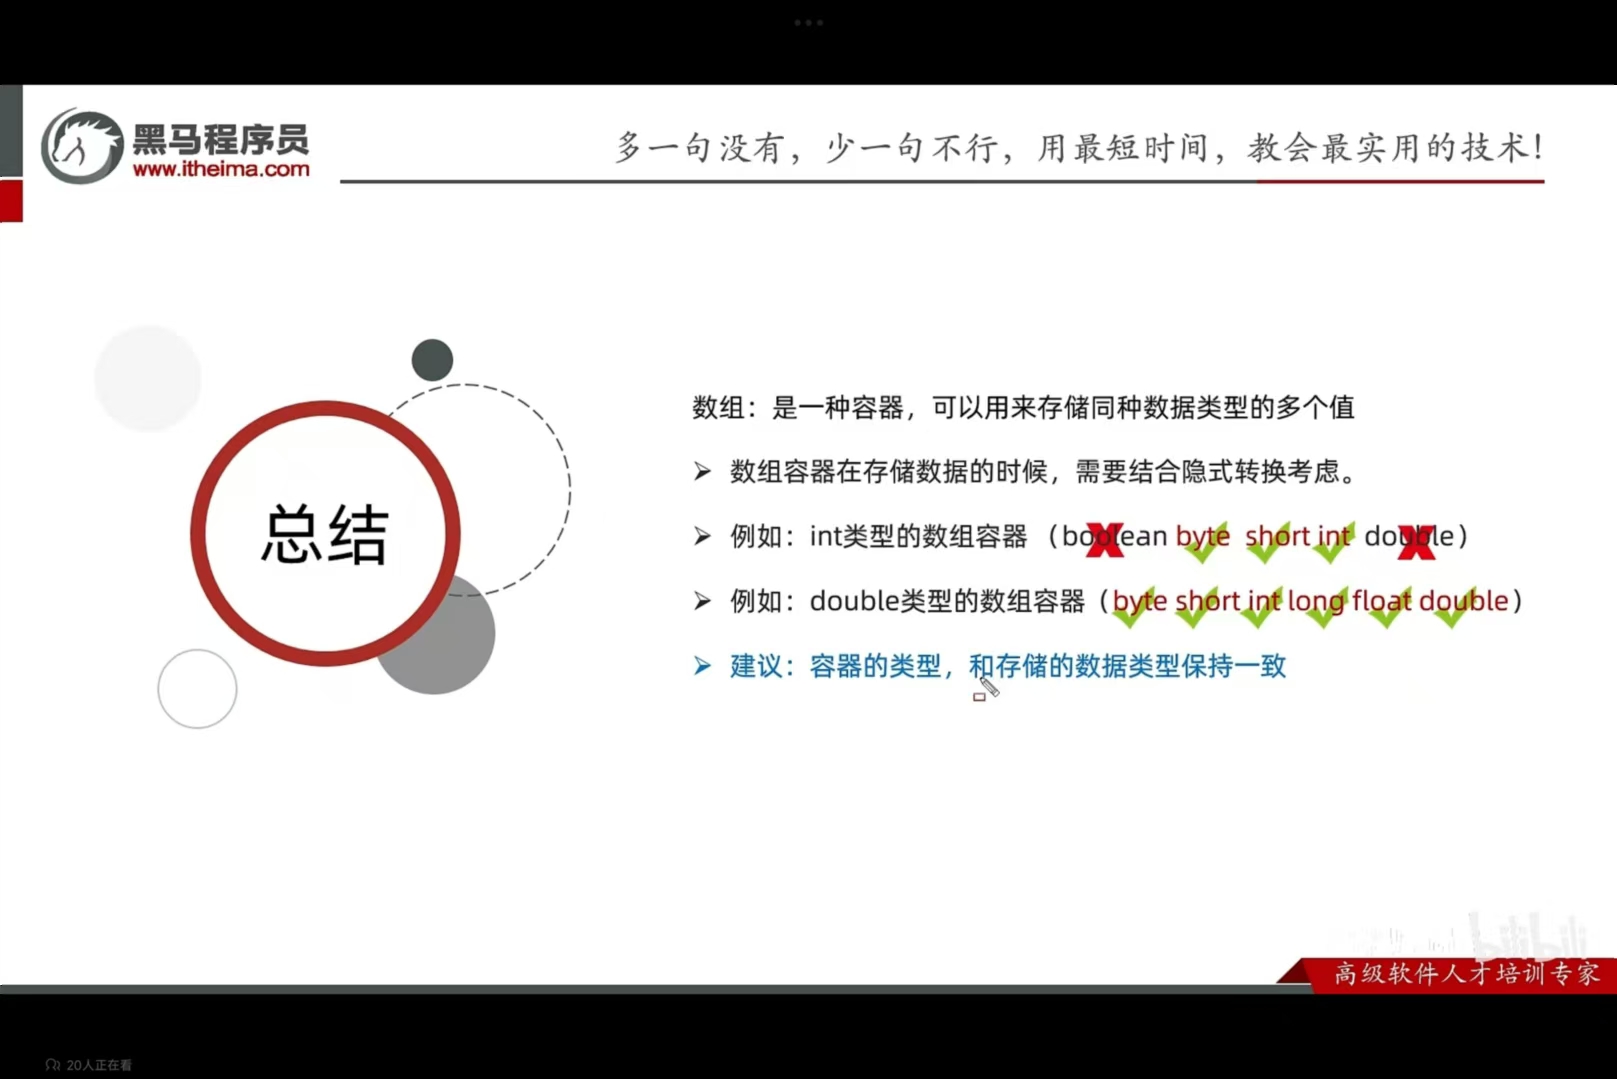 黑马程序员
www.itheima.com
多一句没有，少一句不行，用最短时间，教会最实用的技术！
总结
数组：是一种容器，可以用来存储同种数据类型的多个值
➢ 数组容器在存储数据的时候，需要结合隐式转换考虑。
➢ 例如：int类型的数组容器 （boolean byte short int double）
➢ 例如：double类型的数组容器（byte short int long float double）
➢ 建议：容器的类型，和存储的数据类型保持一致
bilibili
高级软件人才培训专家
20人正在看